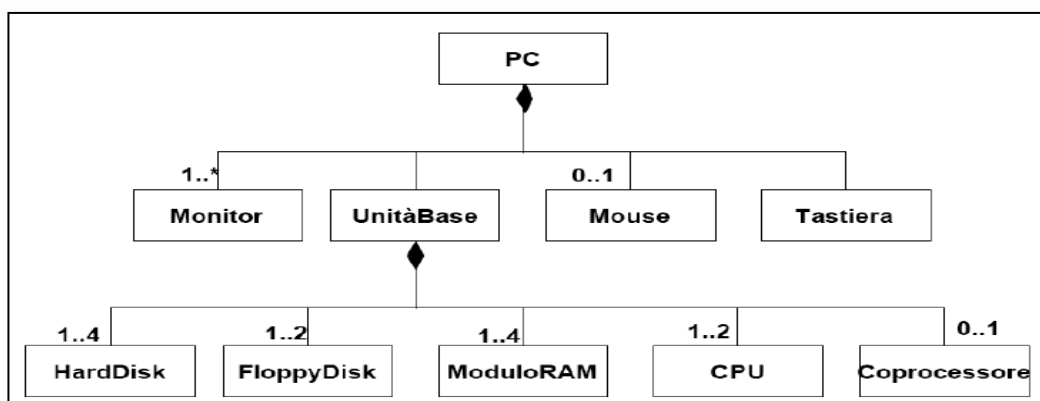 PC
1..*
0..1
Monitor
UnitàBase
Mouse
Tastiera
1..4
1..2
1..4
1..2
0..1
HardDisk
FloppyDisk
ModuloRAM
CPU
Coprocessore